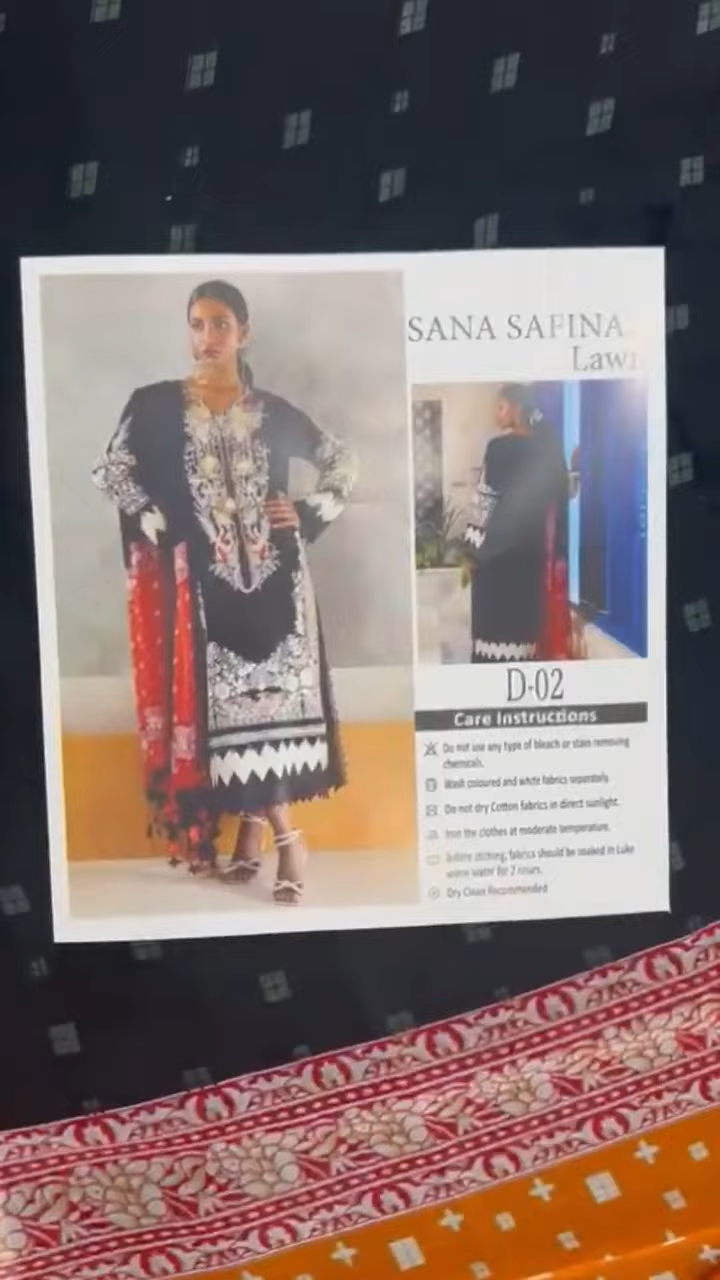 SANA SAFINA
Lawn
D-02
Care Instructions
Do not use any type of bleach or stain removing
chemicals.
Wash coloured and white fabrics separately
Do not dry Cotton fabrics in direct sunlight.
Iron the clothes at moderate temperature.
Before stitching, fabrics should be soaked in Luke
warm water for 2 hours.
Dry Clean Recommended